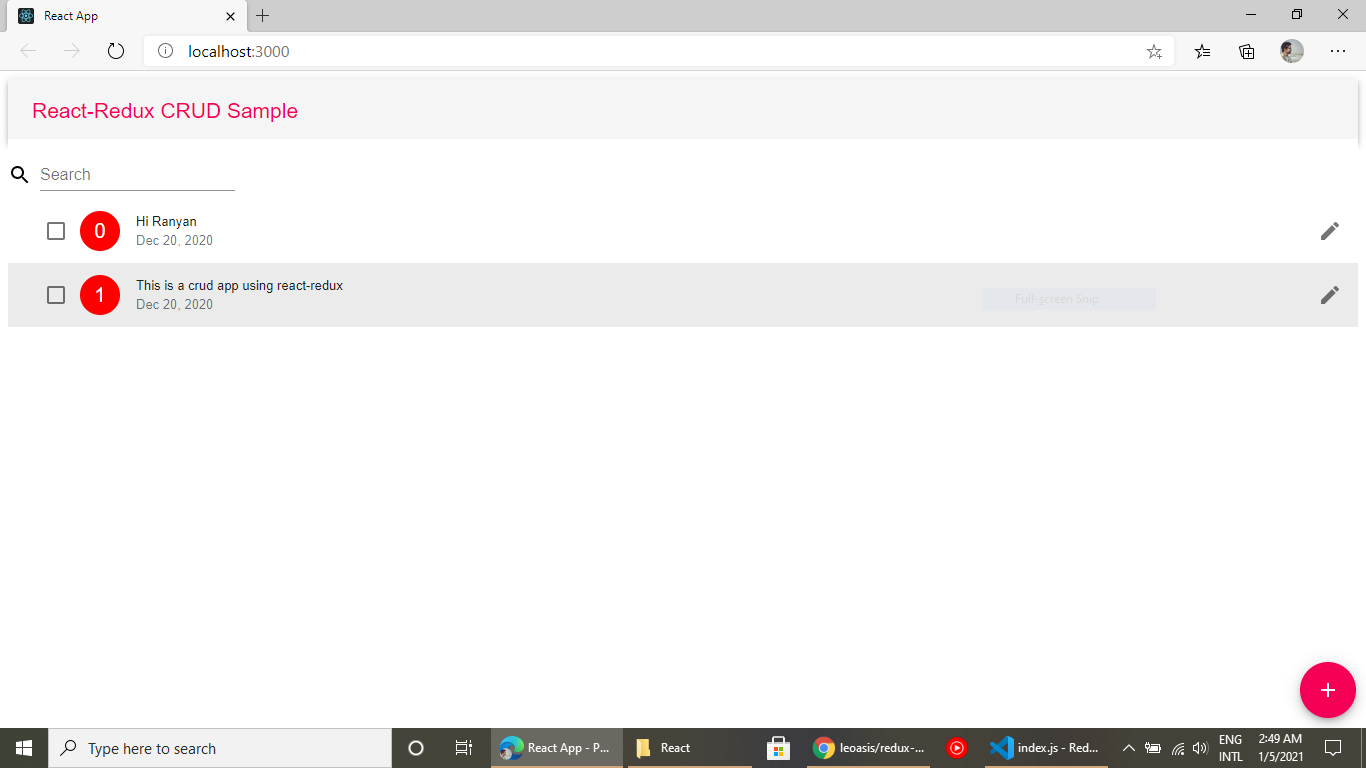 React App
localhost:3000
React-Redux CRUD Sample
Search
0
Hi Ranyan
Dec 20, 2020
1
This is a crud app using react-redux
Dec 20, 2020
Full-screen Snip
Type here to search
React App - P...
React
leoasis/redux-...
index.js - Red...
ENG
INTL
2:49 AM
1/5/2021